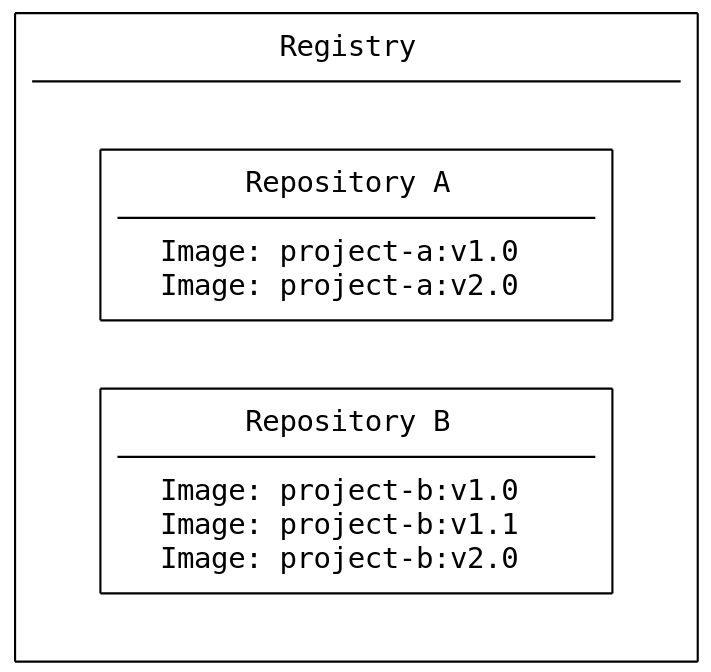 Registry
Repository A
Image: project-a:v1.0
Image: project-a:v2.0
Repository B
Image: project-b:v1.0
Image: project-b:v1.1
Image: project-b:v2.0